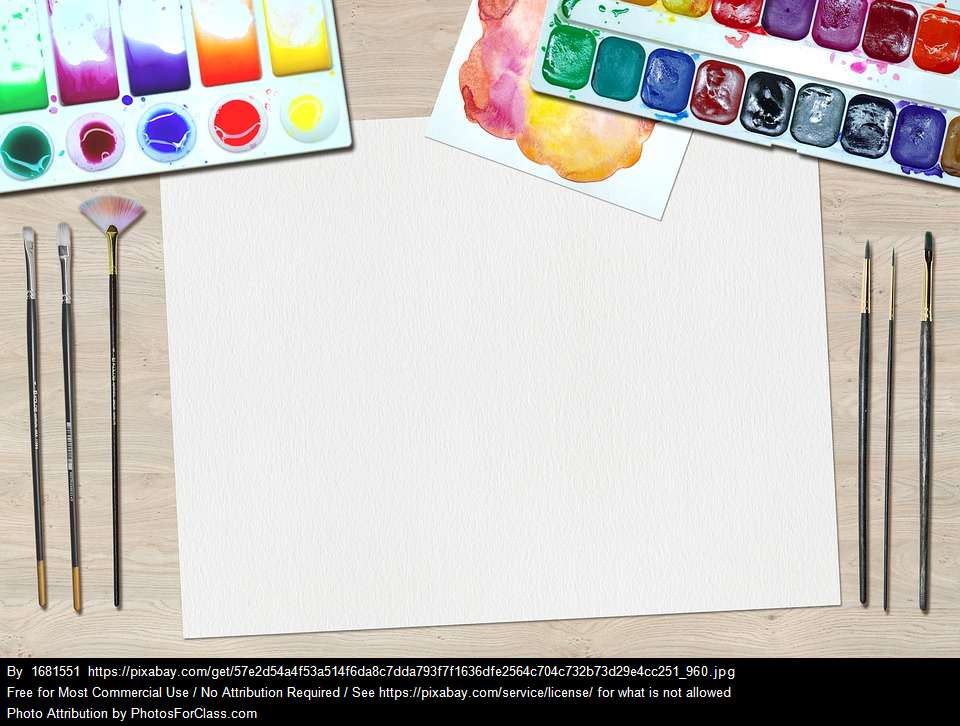 By 1681551 https://pixabay.com/get/57e2d54a4f53a514f6da8c7dda793f7f1636dfe2564c704c732b73d29e4cc251_960.jpg
Free for Most Commercial Use / No Attribution Required / See https://pixabay.com/service/license/ for what is not allowed
Photo Attribution by PhotosForClass.com